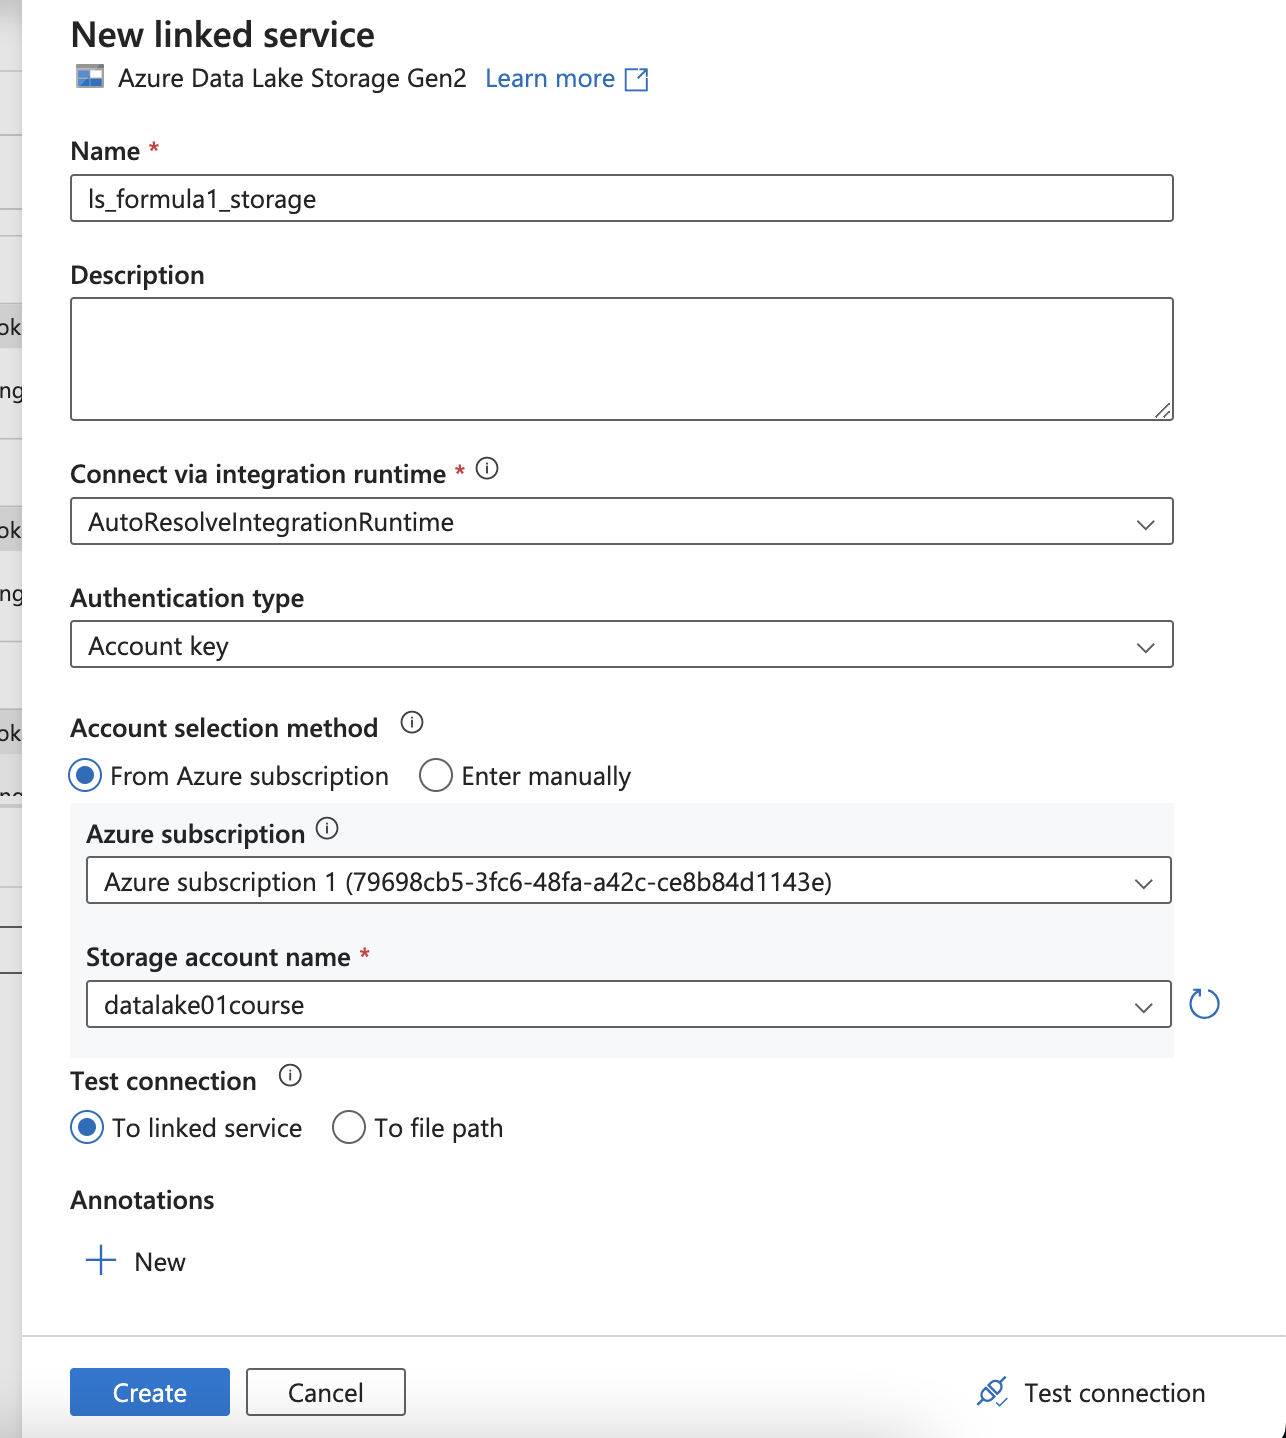 New linked service
Azure Data Lake Storage Gen2 Learn more
Name *
ls_formula1_storage
Description
Connect via integration runtime *
AutoResolveIntegrationRuntime
Authentication type
Account key
Account selection method
From Azure subscription Enter manually
Azure subscription
Azure subscription 1 (79698cb5-3fc6-48fa-a42c-ce8b84d1143e)
Storage account name *
datalake01course
Test connection
To linked service To file path
Annotations
New
Create Cancel Test connection